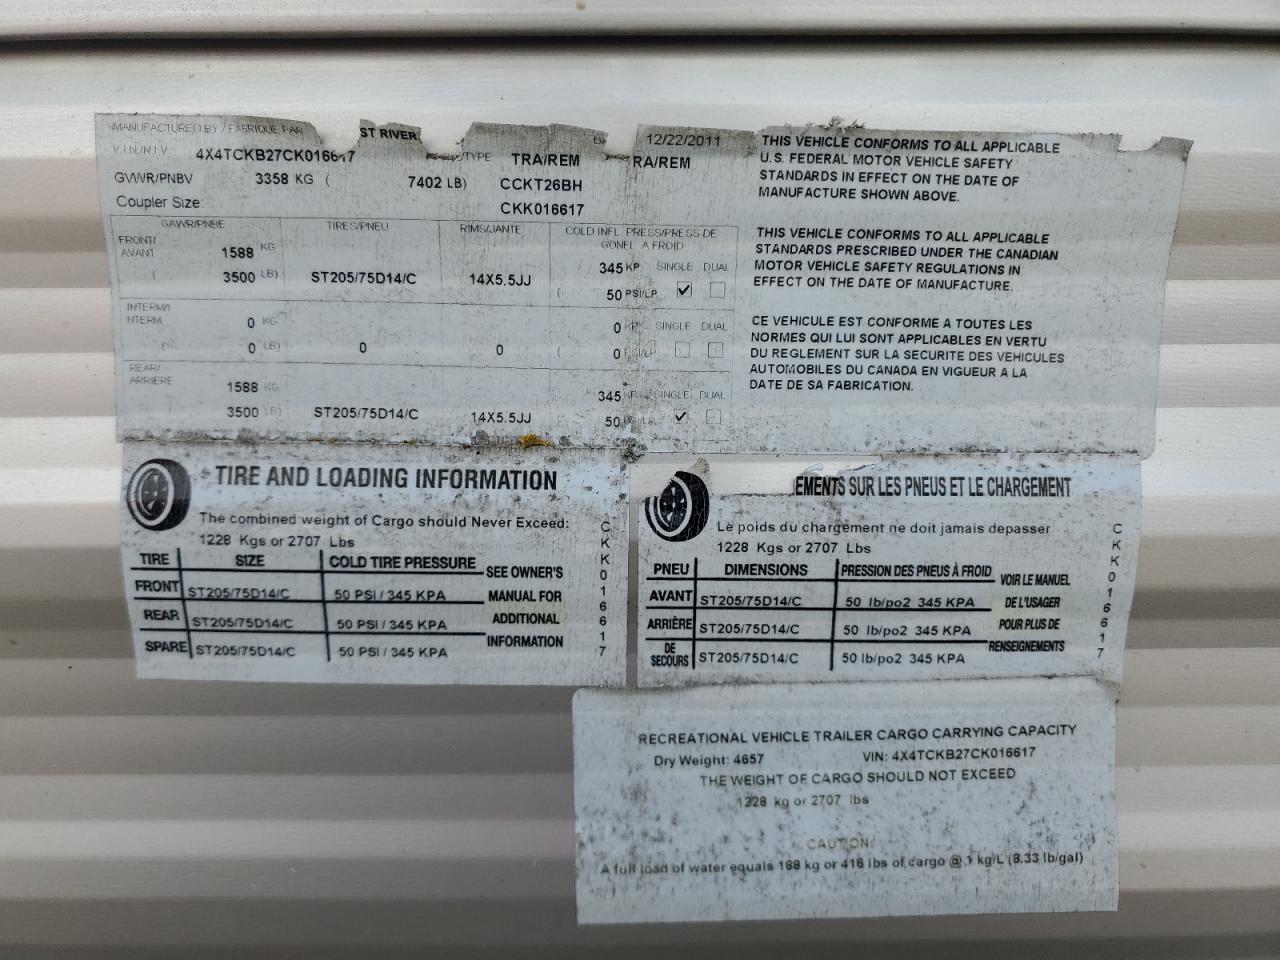 MANUFACTURED BY / FABRIQUE PAR ST RIVER 12/22/2011
V.I.N/N.I.V. 4X4TCKB27CK016617 /TYPE TRA/REM RA/REM
GVWR/PNBV 3358 KG ( 7402 LB) CCKT26BH
Coupler Size: CKK016617
GAWR/PNBE TIRES/PNEU RIMS/JANTE COLD INFL. PRESS/PRESS DE
GONFL. A FROID
FRONT/
AVANT 1588 KG 345 KP SINGLE DUAL
( 3500 LB) ST205/75D14/C 14X5.5JJ ( 50 PSI/LP
INTERM/I
NTERM. 0 KG 0 KP SINGLE DUAL
( 0 LB) 0 0 ( 0 PSI/LP
REAR/
ARRIERE 1588 KG 345 KP SINGLE DUAL
3500 LB) ST205/75D14/C 14X5.5JJ 50 PSI/LP
THIS VEHICLE CONFORMS TO ALL APPLICABLE
U.S. FEDERAL MOTOR VEHICLE SAFETY
STANDARDS IN EFFECT ON THE DATE OF
MANUFACTURE SHOWN ABOVE.
THIS VEHICLE CONFORMS TO ALL APPLICABLE
STANDARDS PRESCRIBED UNDER THE CANADIAN
MOTOR VEHICLE SAFETY REGULATIONS IN
EFFECT ON THE DATE OF MANUFACTURE.
CE VEHICULE EST CONFORME A TOUTES LES
NORMES QUI LUI SONT APPLICABLES EN VERTU
DU REGLEMENT SUR LA SECURITE DES VEHICULES
AUTOMOBILES DU CANADA EN VIGUEUR A LA
DATE DE SA FABRICATION.
TIRE AND LOADING INFORMATION
The combined weight of Cargo should Never Exceed:
1228 Kgs or 2707 Lbs
TIRE SIZE COLD TIRE PRESSURE
FRONT ST205/75D14/C 50 PSI / 345 KPA
REAR ST205/75D14/C 50 PSI / 345 KPA
SPARE ST205/75D14/C 50 PSI / 345 KPA
SEE OWNER'S
MANUAL FOR
ADDITIONAL
INFORMATION
CKK016617
EMENTS SUR LES PNEUS ET LE CHARGEMENT
Le poids du chargement ne doit jamais depasser
1228 Kgs or 2707 Lbs
PNEU DIMENSIONS PRESSION DES PNEUS À FROID
AVANT ST205/75D14/C 50 lb/po2 345 KPA
ARRIÈRE ST205/75D14/C 50 lb/po2 345 KPA
DE
SECOURS ST205/75D14/C 50 lb/po2 345 KPA
VOIR LE MANUEL
DE L'USAGER
POUR PLUS DE
RENSEIGNEMENTS
CKK016617
RECREATIONAL VEHICLE TRAILER CARGO CARRYING CAPACITY
Dry Weight: 4657 VIN: 4X4TCKB27CK016617
THE WEIGHT OF CARGO SHOULD NOT EXCEED
1228 kg or 2707 lbs
CAUTION:
A full load of water equals 188 kg or 416 lbs of cargo @ 1 kg/L (8.33 lb/gal)